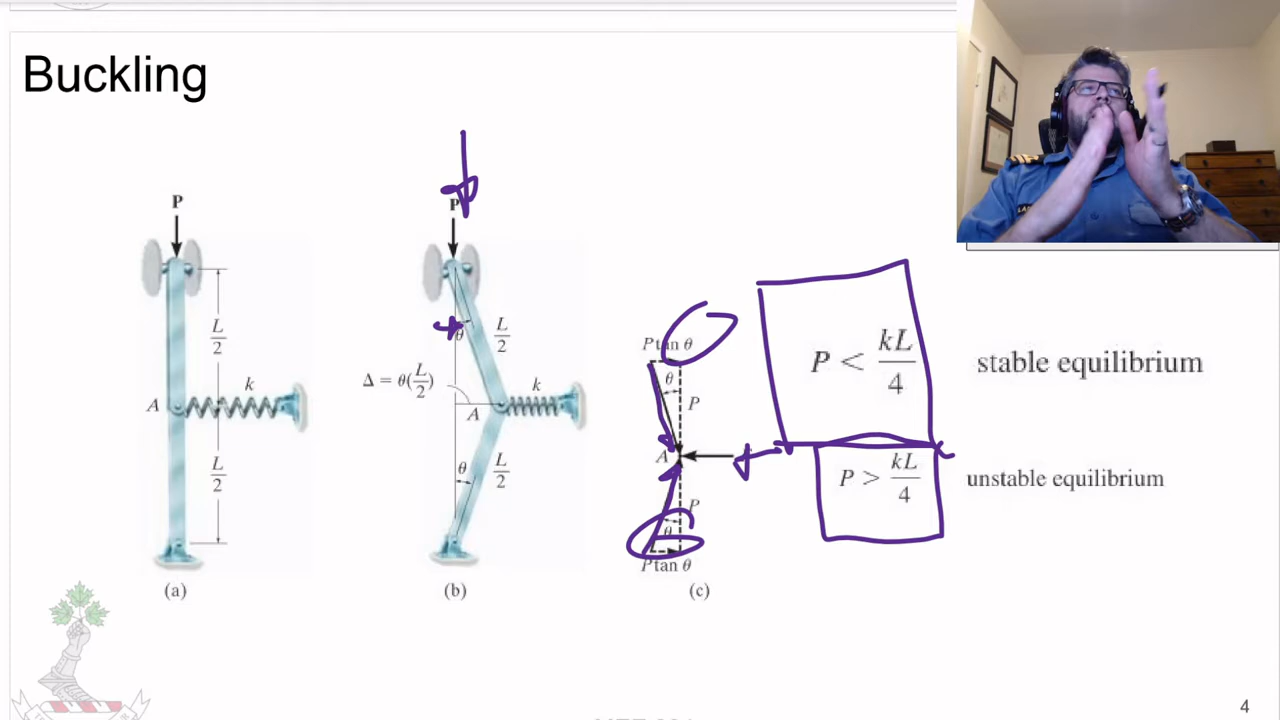 Buckling
P
L/2
k
A
L/2
(a)
P
θ
L/2
Δ = θ(L/2)
k
A
θ
L/2
(b)
P tan θ
θ
P
A
P
θ
P tan θ
(c)
P < kL/4
stable equilibrium
P > kL/4
unstable equilibrium
4